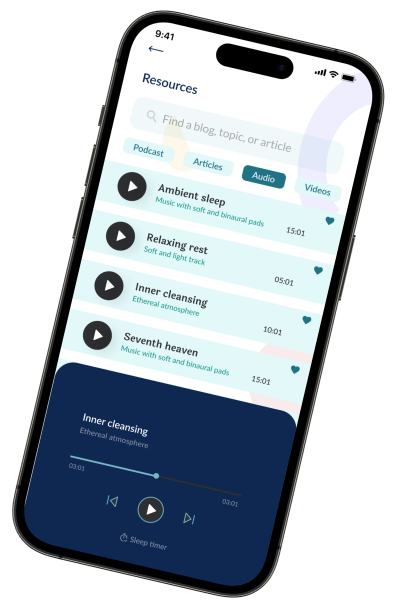 9:41
Resources
Find a blog, topic, or article
Podcast
Articles
Audio
Videos
Ambient sleep
Music with soft and binaural pads
15:01
Relaxing rest
Soft and light track
05:01
Inner cleansing
Ethereal atmosphere
10:01
Seventh heaven
Music with soft and binaural pads
15:01
Inner cleansing
Ethereal atmosphere
03:01
03:01
Sleep timer